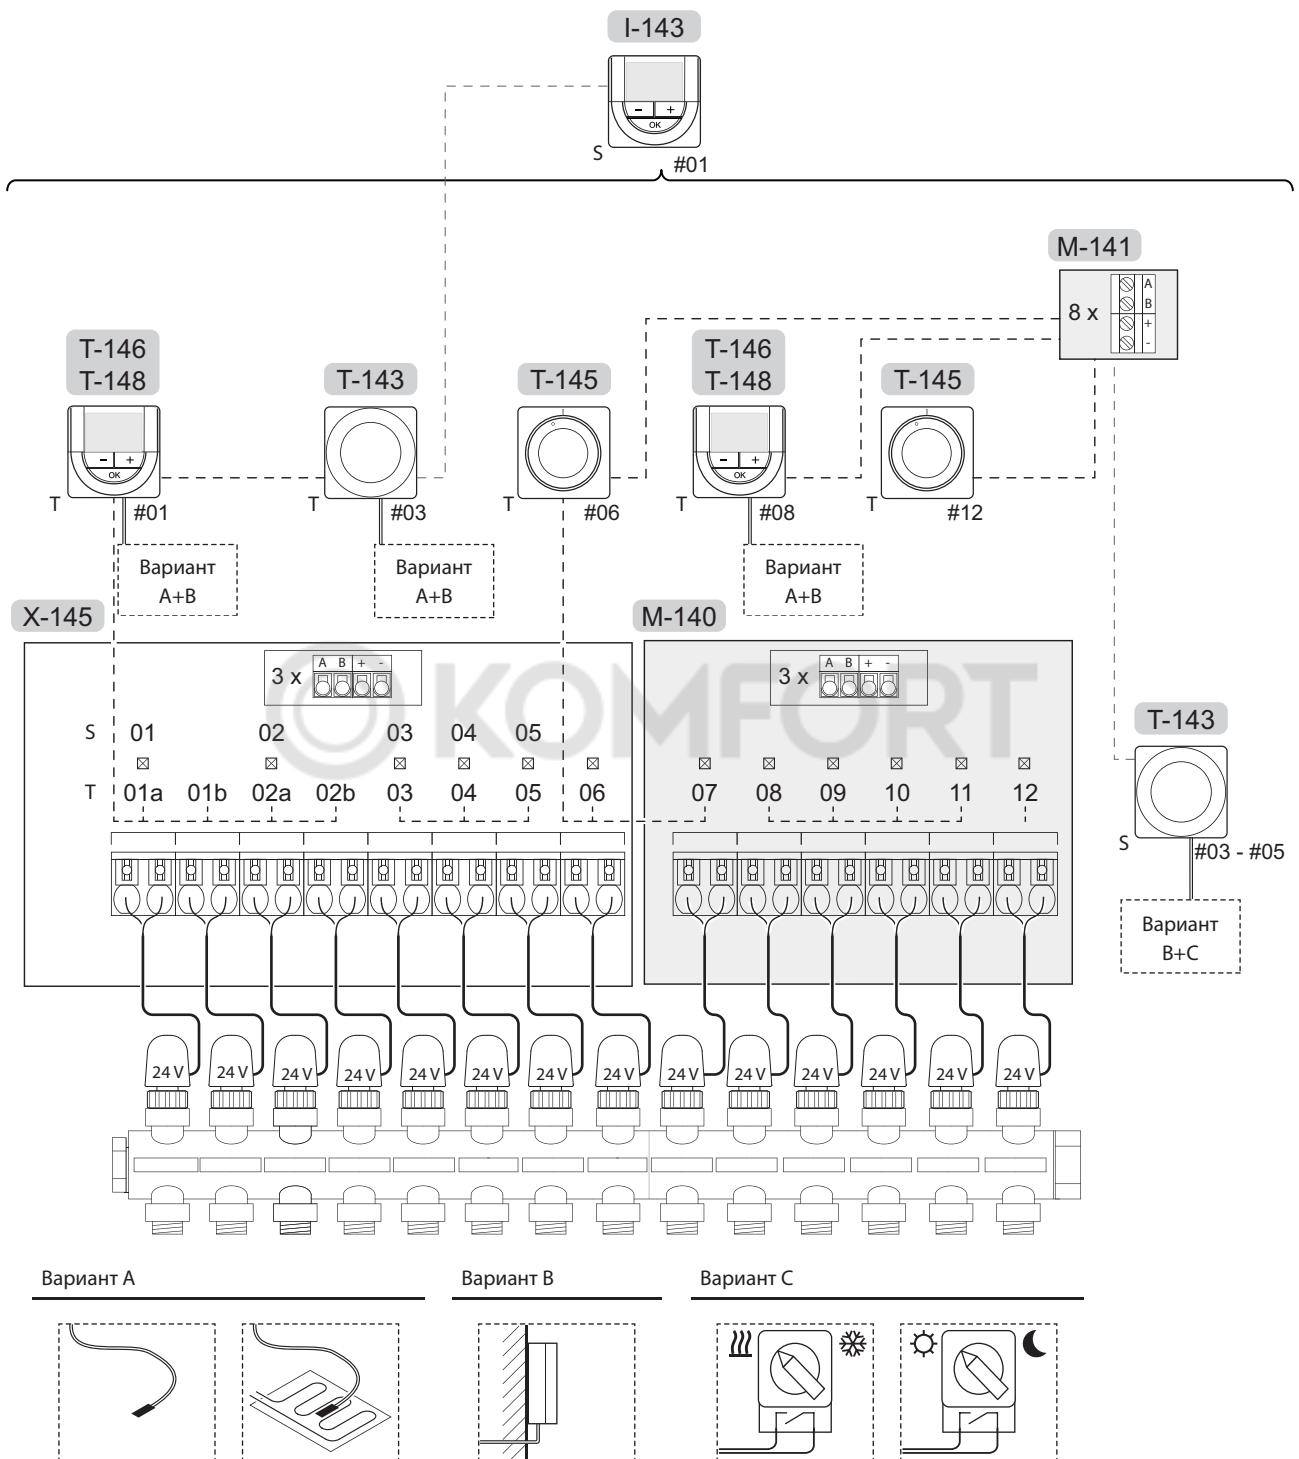 I-143
- +
OK
S
#01
M-141
8 x
A
B
+
-
T-146
T-148
T-143
T-145
T-146
T-148
T-145
- +
OK
- +
OK
T
#01
T
#03
T
#06
T
#08
T
#12
Вариант
A+B
Вариант
A+B
Вариант
A+B
X-145
M-140
3 x
A B + -
3 x
A B + -
KOMFORT
S 01 02 03 04 05
T 01a 01b 02a 02b 03 04 05 06 07 08 09 10 11 12
T-143
S
#03 - #05
Вариант
B+C
24 V 24 V 24 V 24 V 24 V 24 V 24 V 24 V 24 V 24 V 24 V 24 V 24 V 24 V
Вариант A
Вариант B
Вариант C